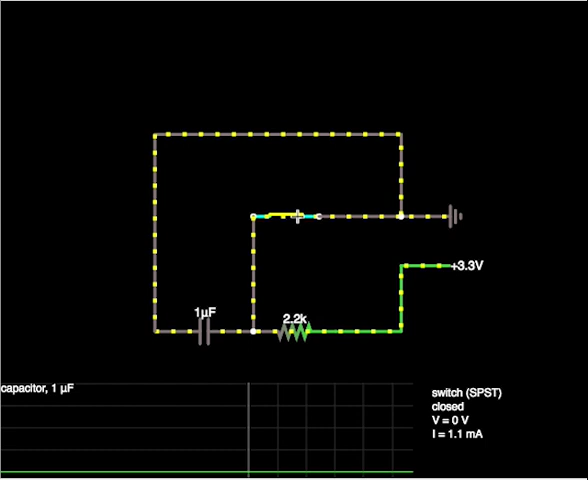 +3.3V
1µF
2.2k
capacitor, 1 µF
switch (SPST)
closed
V = 0 V
I = 1.1 mA